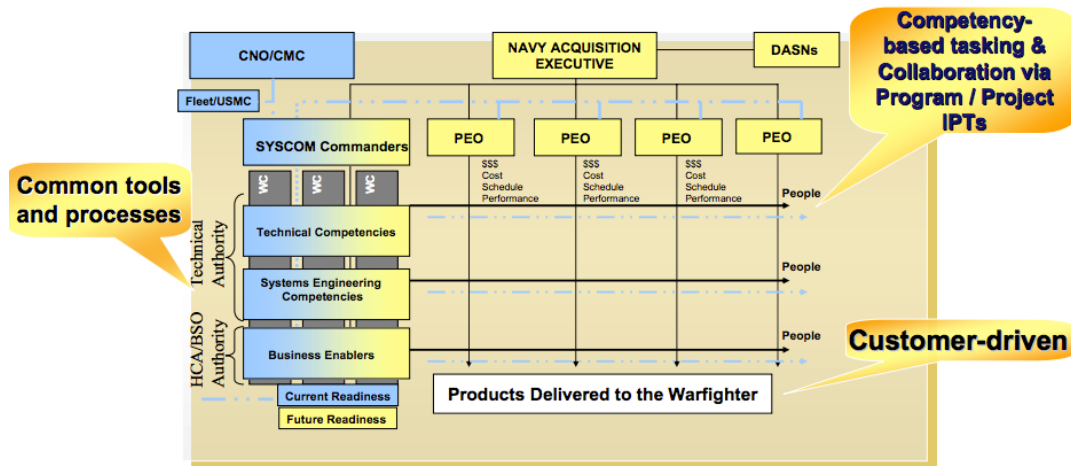 Competency-
based tasking &
Collaboration via
Program / Project
IPTs
CNO/CMC
NAVY ACQUISITION
EXECUTIVE
DASNs
Fleet/USMC
SYSCOM Commanders
PEO
PEO
PEO
PEO
$$$
Cost
Schedule
Performance
$$$
Cost
Schedule
Performance
$$$
Cost
Schedule
Performance
Common tools
and processes
WC
WC
WC
People
Technical
Authority
Technical Competencies
Systems Engineering
Competencies
People
HCA/BSO
Authority
Business Enablers
People
Customer-driven
Products Delivered to the Warfighter
Current Readiness
Future Readiness